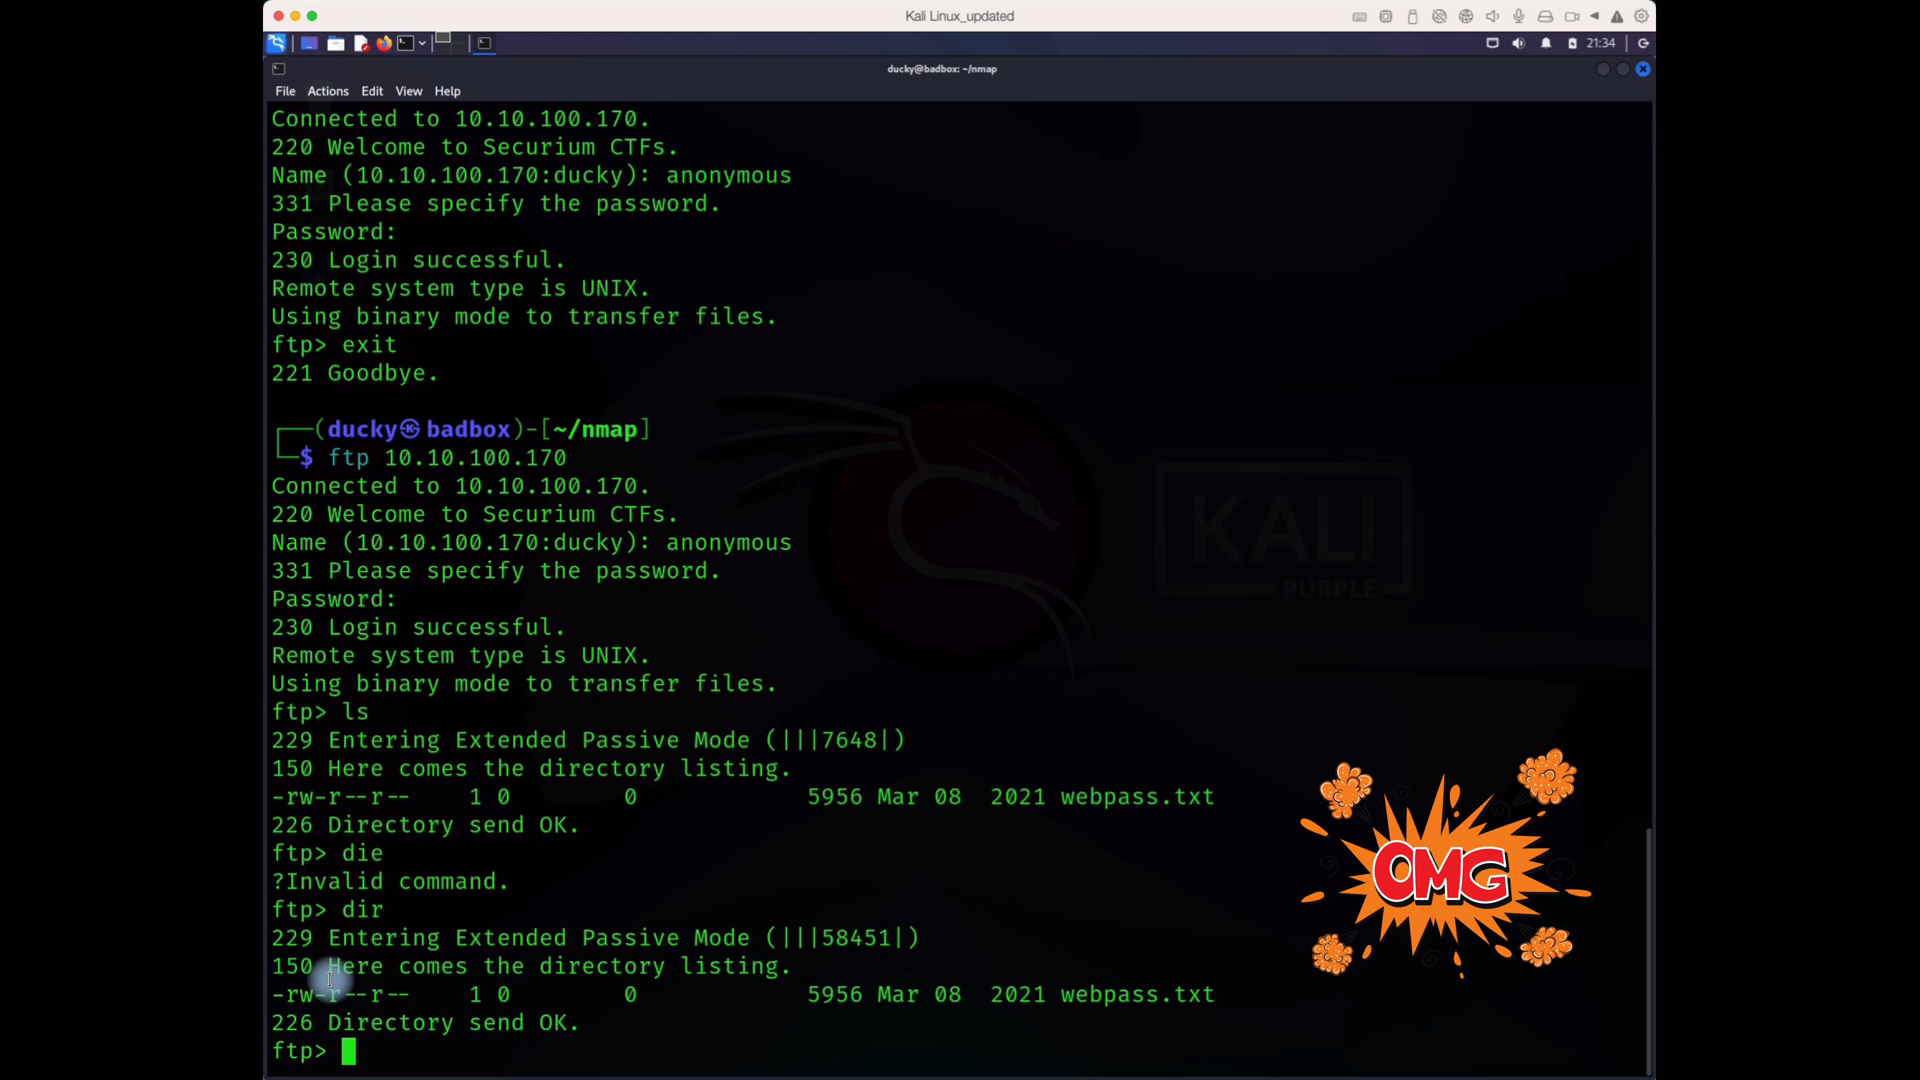 Kali Linux_updated
21:34
ducky@badbox: ~/nmap
File Actions Edit View Help
Connected to 10.10.100.170.
220 Welcome to Securium CTFs.
Name (10.10.100.170:ducky): anonymous
331 Please specify the password.
Password:
230 Login successful.
Remote system type is UNIX.
Using binary mode to transfer files.
ftp> exit
221 Goodbye.
┌──(ducky㉿badbox)-[~/nmap]
└─$ ftp 10.10.100.170
Connected to 10.10.100.170.
220 Welcome to Securium CTFs.
Name (10.10.100.170:ducky): anonymous
331 Please specify the password.
KALI
PURPLE
Password:
230 Login successful.
Remote system type is UNIX.
Using binary mode to transfer files.
ftp> ls
229 Entering Extended Passive Mode (|||7648|)
150 Here comes the directory listing.
-rw-r--r--    1 0        0            5956 Mar 08  2021 webpass.txt
226 Directory send OK.
ftp> die
?Invalid command.
OMG
ftp> dir
229 Entering Extended Passive Mode (|||58451|)
150 Here comes the directory listing.
-rw-r--r--    1 0        0            5956 Mar 08  2021 webpass.txt
226 Directory send OK.
ftp>